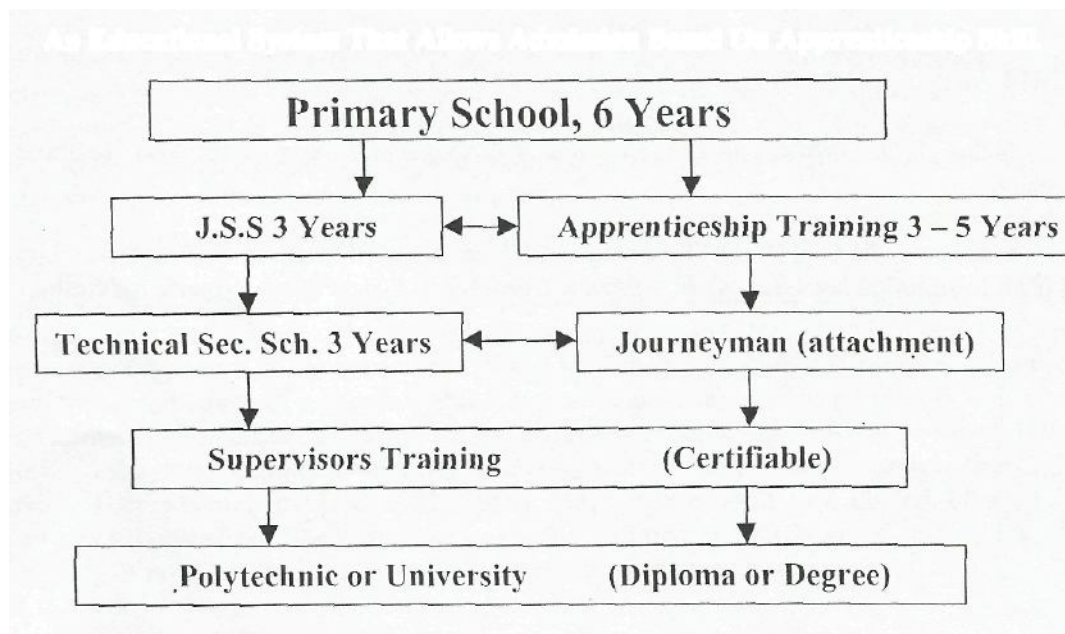 Primary School, 6 Years
J.S.S 3 Years
Apprenticeship Training 3 – 5 Years
Technical Sec. Sch. 3 Years
Journeyman (attachment)
Supervisors Training (Certifiable)
Polytechnic or University (Diploma or Degree)